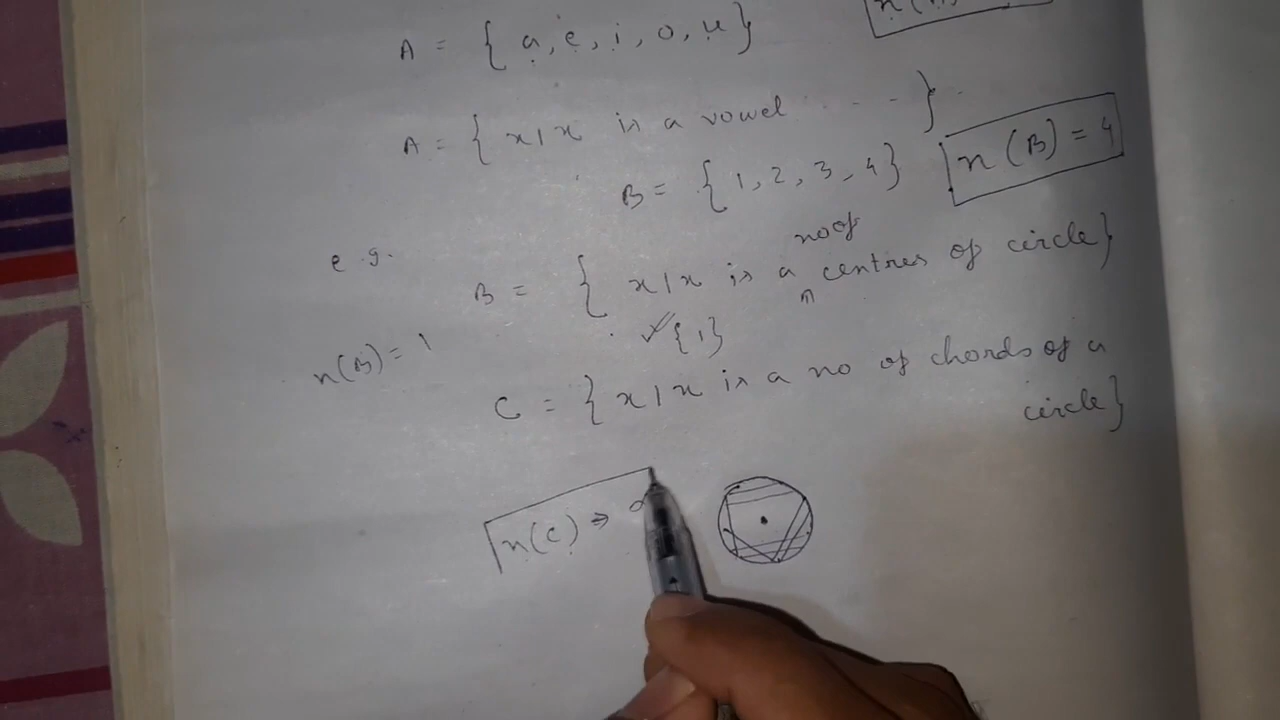 A = { a, e, i, o, u }
A = { x | x is a vowel . . . - - }
B = { 1, 2, 3, 4 }
n (B) = 4
e.g.
no of
B = { x | x is a centres of circle }
n(B) = 1
✓ { 1 }
C = { x | x is a no of chords of a
circle }
n(C) ⇒